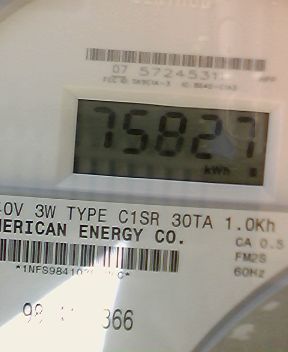 07 5724531
75827
kWh
40V 3W TYPE C1SR 30TA 1.0Kh
MERICAN ENERGY CO.
CA 0.5
FM2S
60Hz
366